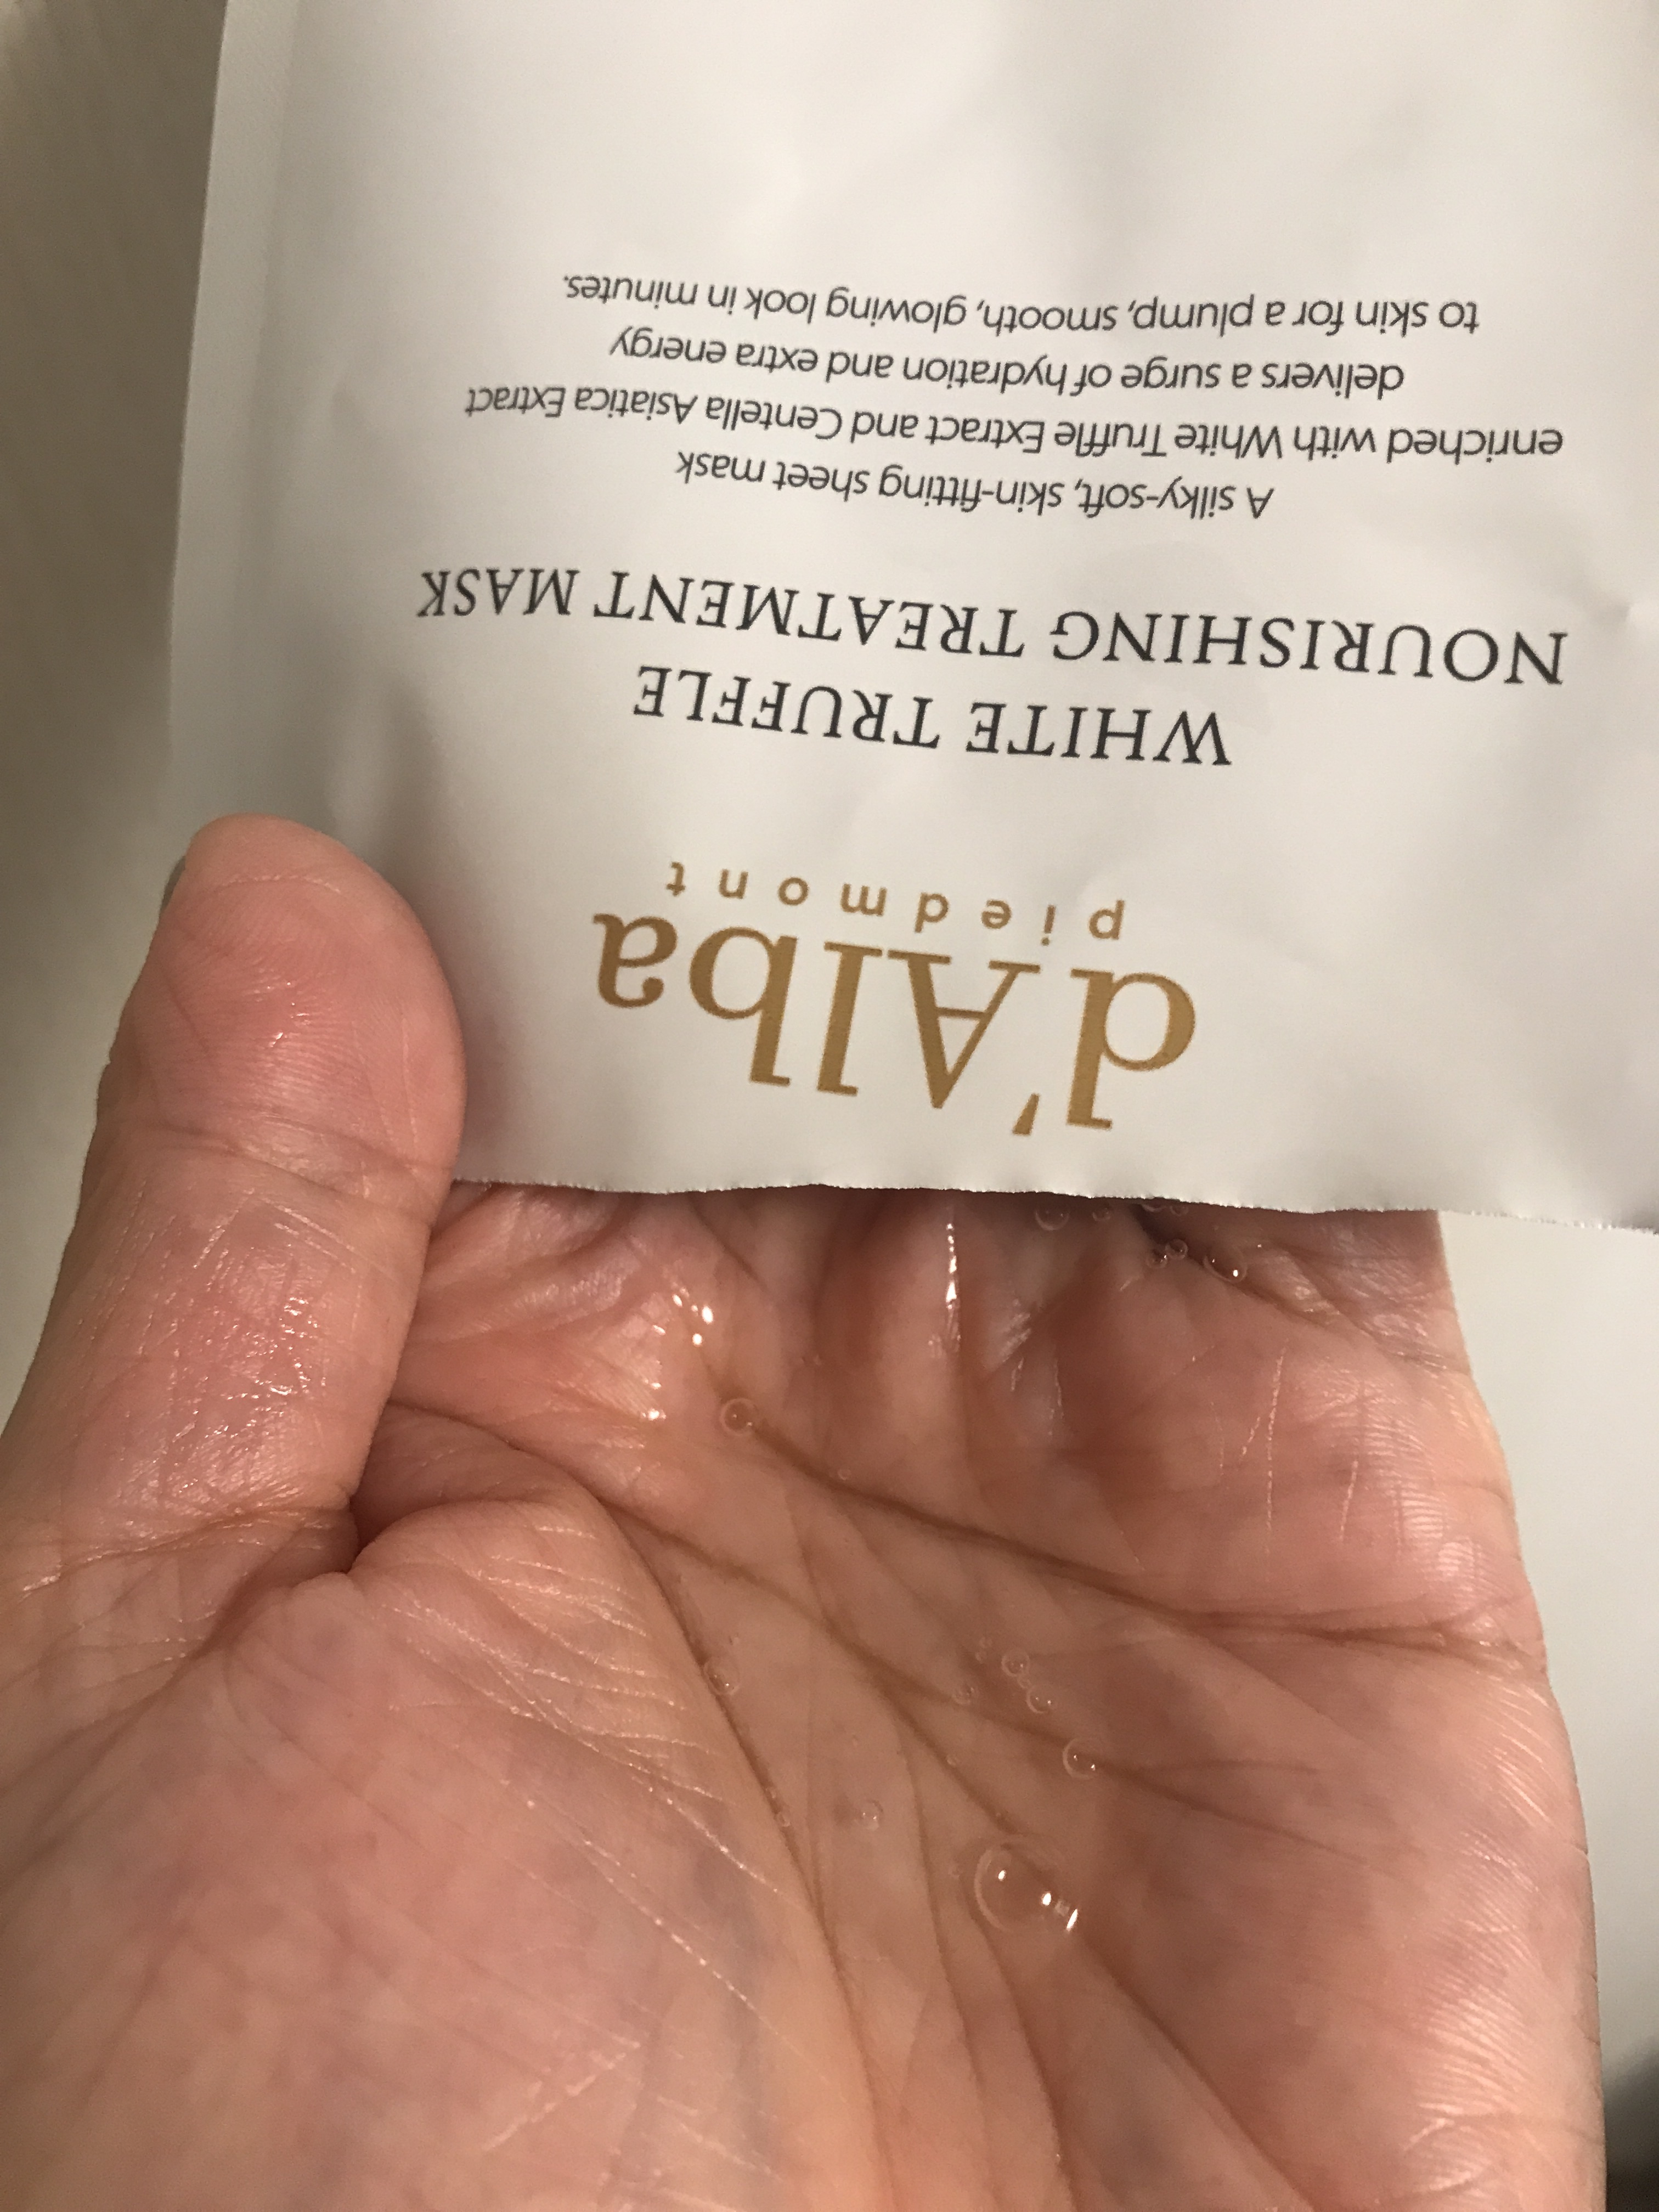 d'Alba
piedmont
WHITE TRUFFLE
NOURISHING TREATMENT MASK
A silky-soft, skin-fitting sheet mask
enriched with White Truffle Extract and Centella Asiatica Extract
delivers a surge of hydration and extra energy
to skin for a plump, smooth, glowing look in minutes.